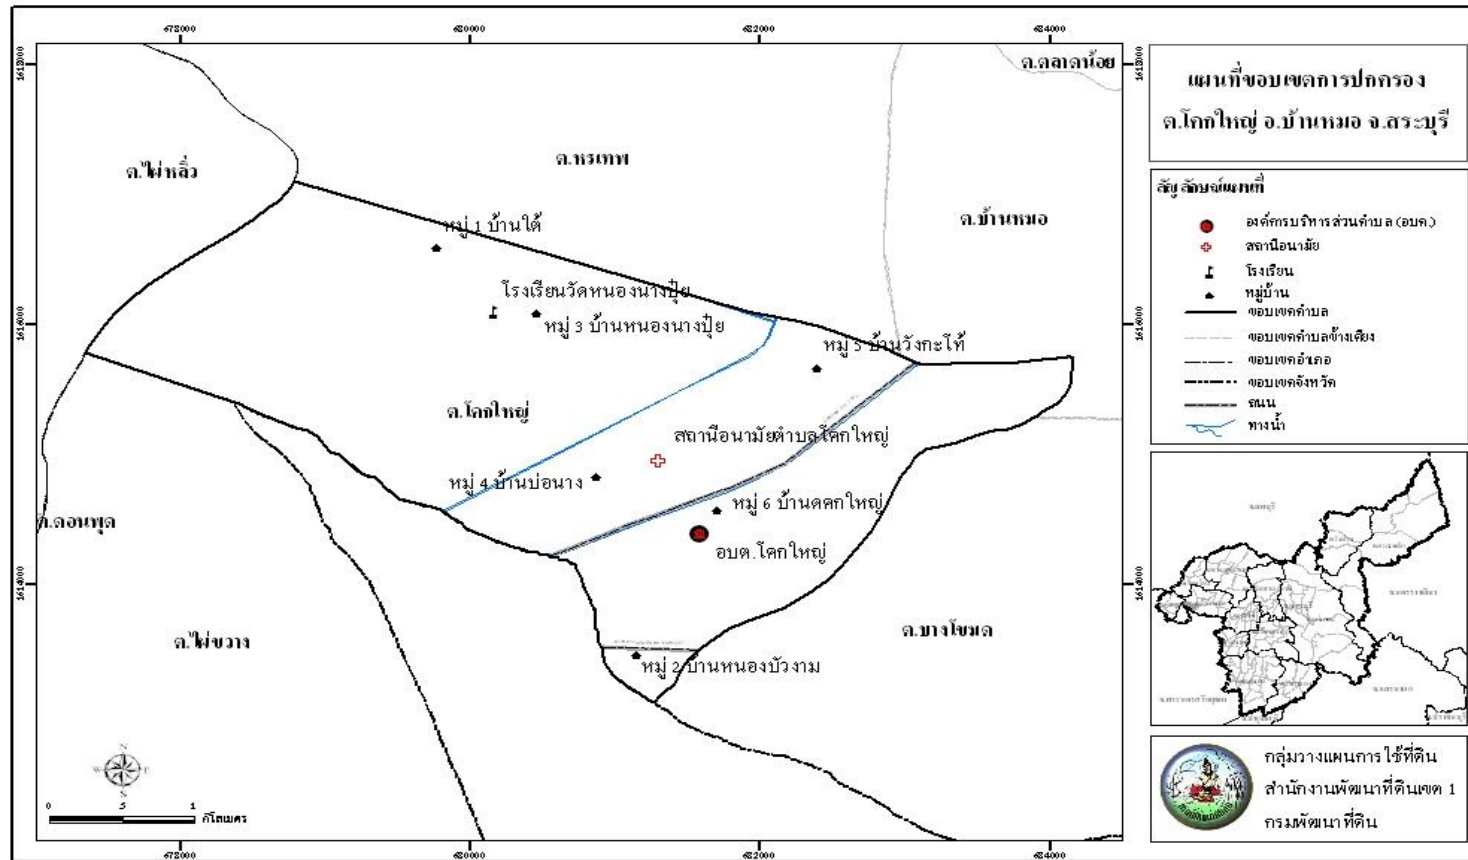 678000 680000 682000 684000
ต.ตลาดน้อย
แผนที่ขอบเขตการปกครอง
ต.โคกใหญ่ อ.บ้านหมอ จ.สระบุรี
ต.หรเทพ
ต.ไผ่หลิ่ว
ต.บ้านหมอ
หมู่ 1 บ้านใต้
โรงเรียนวัดหนองนางปุ๋ย
หมู่ 3 บ้านหนองนางปุ๋ย
หมู่ 5 บ้านวังกะโท้
ต.โคกใหญ่
สถานีอนามัยตำบลโคกใหญ่
หมู่ 4 บ้านบ่อนาง
หมู่ 6 บ้านดคกใหญ่
อบต.โคกใหญ่
ต.ดอนพุด
ต.ไผ่ขวาง
ต.บางโขมด
หมู่ 2 บ้านหนองบัวงาม
สัญลักษณ์แผนที่
องค์การบริหารส่วนตำบล (อบต.)
สถานีอนามัย
โรงเรียน
หมู่บ้าน
ขอบเขตตำบล
ขอบเขตตำบลข้างเคียง
ขอบเขตอำเภอ
ขอบเขตจังหวัด
ถนน
ทางน้ำ
N
W E
S
0 .5 1
กิโลเมตร
678000 680000 682000 684000
กลุ่มวางแผนการใช้ที่ดิน
สำนักงานพัฒนาที่ดินเขต 1
กรมพัฒนาที่ดิน